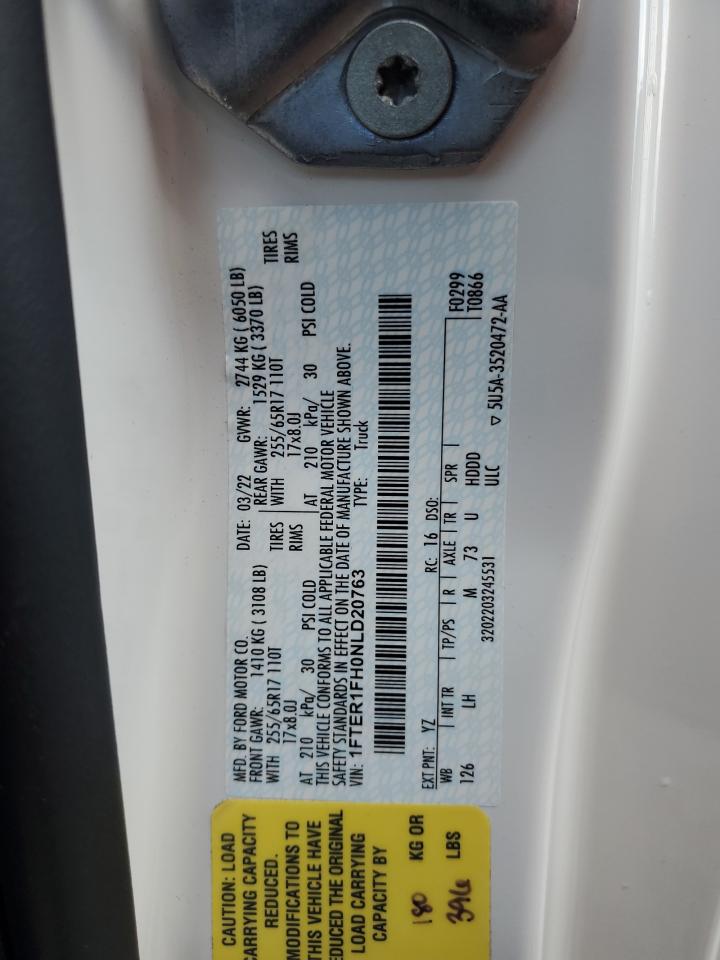 MFD. BY FORD MOTOR CO. DATE: 03/22 GVWR: 2744 KG ( 6050 LB)
FRONT GAWR: 1410 KG ( 3108 LB) REAR GAWR: 1529 KG ( 3370 LB)
WITH 255/65R17 110T TIRES WITH 255/65R17 110T TIRES
17x8.0J RIMS 17x8.0J RIMS
AT 210 kPa/ 30 PSI COLD AT 210 kPa/ 30 PSI COLD
THIS VEHICLE CONFORMS TO ALL APPLICABLE FEDERAL MOTOR VEHICLE
SAFETY STANDARDS IN EFFECT ON THE DATE OF MANUFACTURE SHOWN ABOVE.
VIN: 1FTER1FH0NLD20763 TYPE: Truck
EXT PNT: YZ RC: 16 DSO: F0299
WB INT TR TP/PS R AXLE TR SPR T0866
126 LH M 73 U HDDD
3202203245531 ULC ▽ 5U5A-3520472-AA
CAUTION: LOAD
CARRYING CAPACITY
REDUCED.
MODIFICATIONS TO
THIS VEHICLE HAVE
REDUCED THE ORIGINAL
LOAD CARRYING
CAPACITY BY
180 KG OR
396 LBS